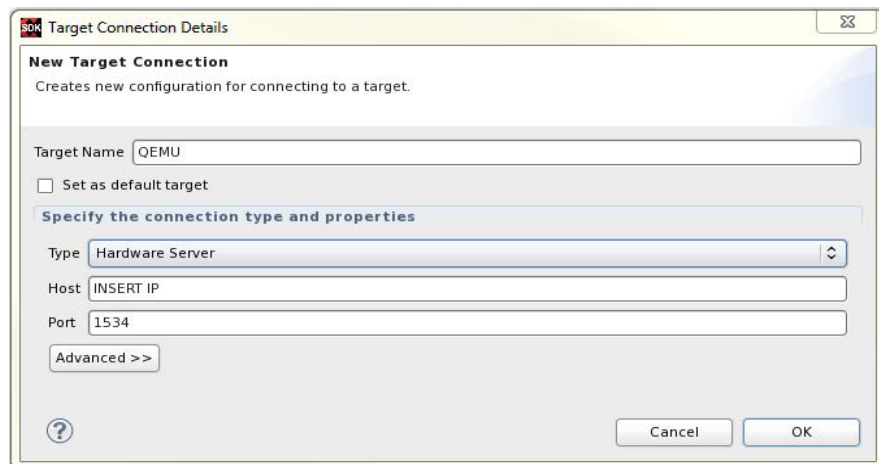 SDK Target Connection Details
New Target Connection
Creates new configuration for connecting to a target.
Target Name QEMU
Set as default target
Specify the connection type and properties
Type Hardware Server
Host INSERT IP
Port 1534
Advanced >>
?
Cancel OK